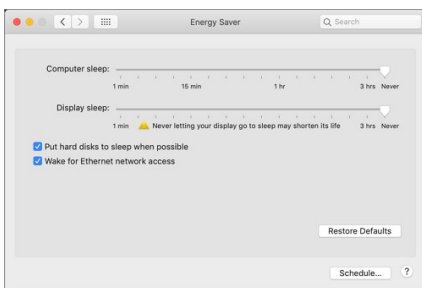 Energy Saver
Search
Computer sleep:
1 min 15 min 1 hr 3 hrs Never
Display sleep:
1 min Never letting your display go to sleep may shorten its life 3 hrs Never
Put hard disks to sleep when possible
Wake for Ethernet network access
Restore Defaults
Schedule... ?